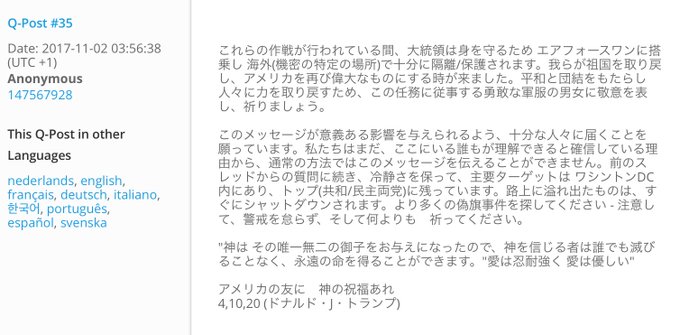 Q-Post #35
Date: 2017-11-02 03:56:38
(UTC +1)
Anonymous
147567928
This Q-Post in other
Languages
nederlands, english,
français, deutsch, italiano,
한국어, português,
español, svenska
これらの作戦が行われている間、大統領は身を守るため エアフォースワンに搭
乗し 海外(機密の特定の場所)で十分に隔離/保護されます。我らが祖国を取り戻
し、アメリカを再び偉大なものにする時が来ました。平和と団結をもたらし
人々に力を取り戻すため、この任務に従事する勇敢な軍服の男女に敬意を表
し、祈りましょう。
このメッセージが意義ある影響を与えられるよう、十分な人々に届くことを
願っています。私たちはまだ、ここにいる誰もが理解できると確信している理
由から、通常の方法ではこのメッセージを伝えることができません。前のス
レッドからの質問に続き、冷静さを保って、主要ターゲットは ワシントンDC
内にあり、トップ(共和/民主両党)に残っています。路上に溢れ出たものは、す
ぐにシャットダウンされます。より多くの偽旗事件を探してください - 注意し
て、警戒を怠らず、そして何よりも　祈ってください。
"神は その唯一無二の御子をお与えになったので、神を信じる者は誰でも滅び
ることなく、永遠の命を得ることができます。"愛は忍耐強く 愛は優しい"
アメリカの友に　神の祝福あれ
4,10,20 (ドナルド・J・トランプ)